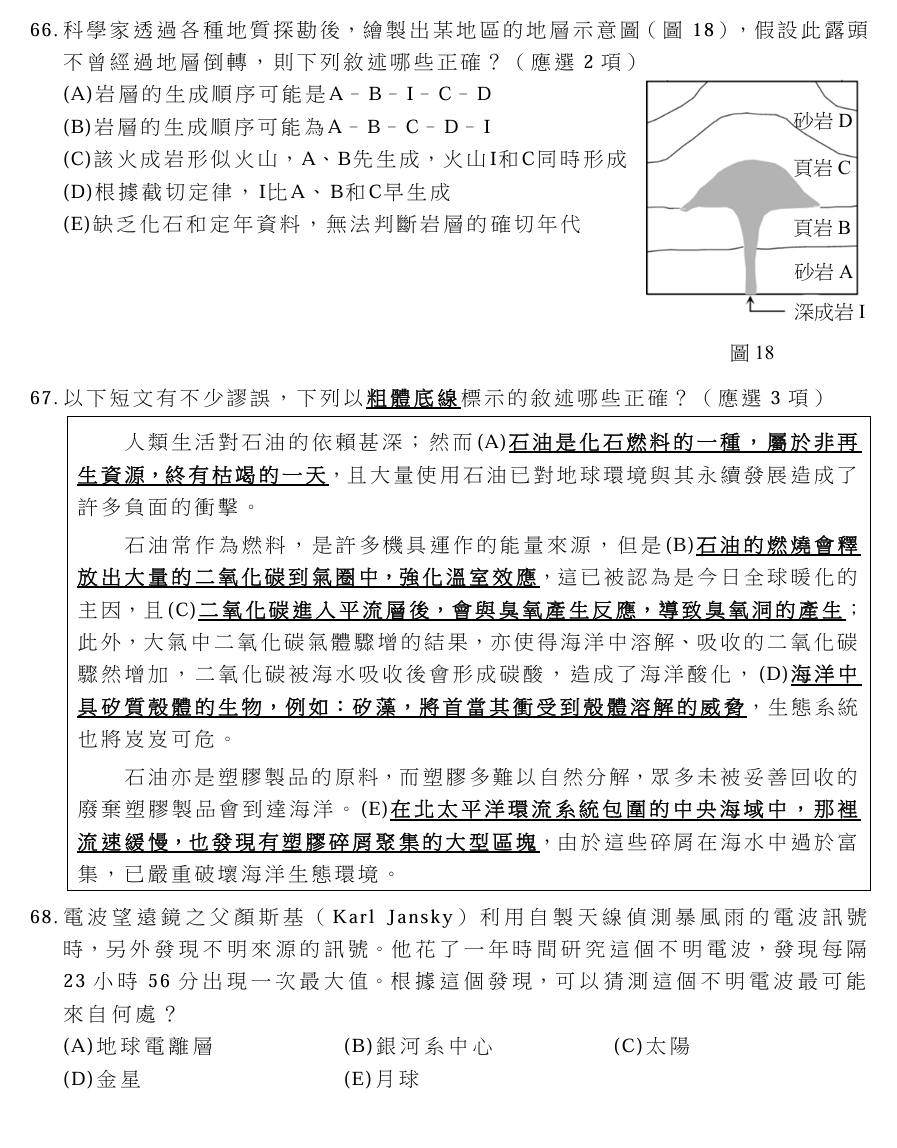 66.科學家透過各種地質探勘後，繪製出某地區的地層示意圖（圖 18），假設此露頭
不曾經過地層倒轉，則下列敘述哪些正確？（應選 2 項）
(A)岩層的生成順序可能是A﹣B﹣I﹣C﹣D
(B)岩層的生成順序可能為A﹣B﹣C﹣D﹣I
(C)該火成岩形似火山，A、B先生成，火山I和C同時形成
(D)根據截切定律，I比A、B和C早生成
(E)缺乏化石和定年資料，無法判斷岩層的確切年代
砂岩 D
頁岩 C
頁岩 B
砂岩 A
深成岩 I
圖 18
67.以下短文有不少謬誤，下列以粗體底線標示的敘述哪些正確？（應選 3 項）
人類生活對石油的依賴甚深；然而(A)石油是化石燃料的一種，屬於非再
生資源，終有枯竭的一天，且大量使用石油已對地球環境與其永續發展造成了
許多負面的衝擊。
石油常作為燃料，是許多機具運作的能量來源，但是(B)石油的燃燒會釋
放出大量的二氧化碳到氣圈中，強化溫室效應，這已被認為是今日全球暖化的
主因，且(C)二氧化碳進入平流層後，會與臭氧產生反應，導致臭氧洞的產生；
此外，大氣中二氧化碳氣體驟增的結果，亦使得海洋中溶解、吸收的二氧化碳
驟然增加，二氧化碳被海水吸收後會形成碳酸，造成了海洋酸化，(D)海洋中
具矽質殼體的生物，例如：矽藻，將首當其衝受到殼體溶解的威脅，生態系統
也將岌岌可危。
石油亦是塑膠製品的原料，而塑膠多難以自然分解，眾多未被妥善回收的
廢棄塑膠製品會到達海洋。(E)在北太平洋環流系統包圍的中央海域中，那裡
流速緩慢，也發現有塑膠碎屑聚集的大型區塊，由於這些碎屑在海水中過於富
集，已嚴重破壞海洋生態環境。
68.電波望遠鏡之父顏斯基（Karl Jansky）利用自製天線偵測暴風雨的電波訊號
時，另外發現不明來源的訊號。他花了一年時間研究這個不明電波，發現每隔
23 小時 56 分出現一次最大值。根據這個發現，可以猜測這個不明電波最可能
來自何處？
(A)地球電離層 (B)銀河系中心 (C)太陽
(D)金星 (E)月球